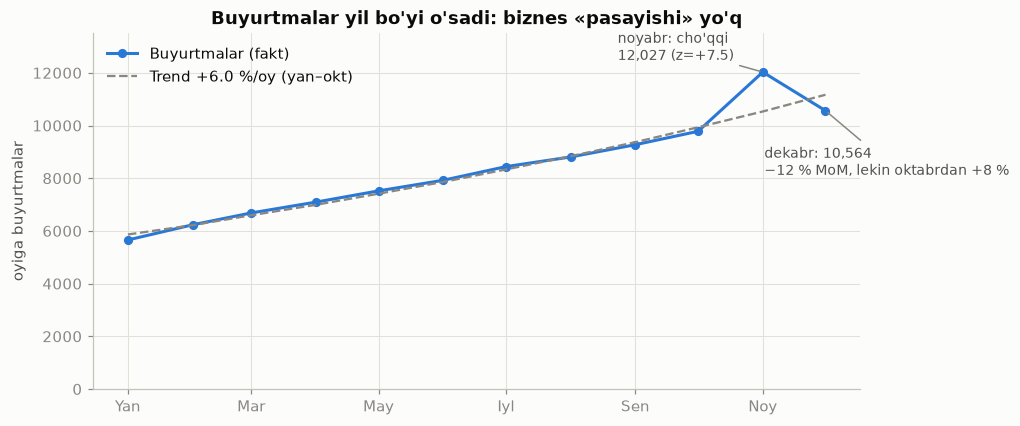 Buyurtmalar yil bo'yi o'sadi: biznes «pasayishi» yo'q
Buyurtmalar (fakt)
Trend +6.0 %/oy (yan–okt)
noyabr: cho'qqi
12,027 (z=+7.5)
dekabr: 10,564
−12 % MoM, lekin oktabrdan +8 %
oyiga buyurtmalar
12000
10000
8000
6000
4000
2000
0
Yan
Mar
May
Iyl
Sen
Noy